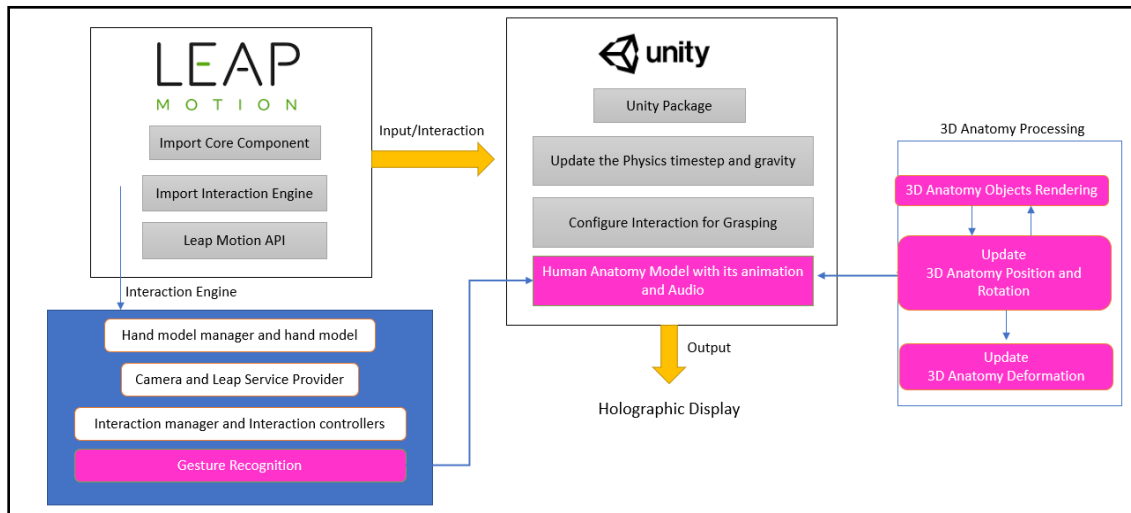 LEAP
MOTION
Import Core Component
Import Interaction Engine
Leap Motion API
Input/Interaction
unity
Unity Package
Update the Physics timestep and gravity
Configure Interaction for Grasping
Human Anatomy Model with its animation
and Audio
3D Anatomy Processing
3D Anatomy Objects Rendering
Update
3D Anatomy Position and
Rotation
Update
3D Anatomy Deformation
Interaction Engine
Hand model manager and hand model
Camera and Leap Service Provider
Interaction manager and Interaction controllers
Gesture Recognition
Output
Holographic Display